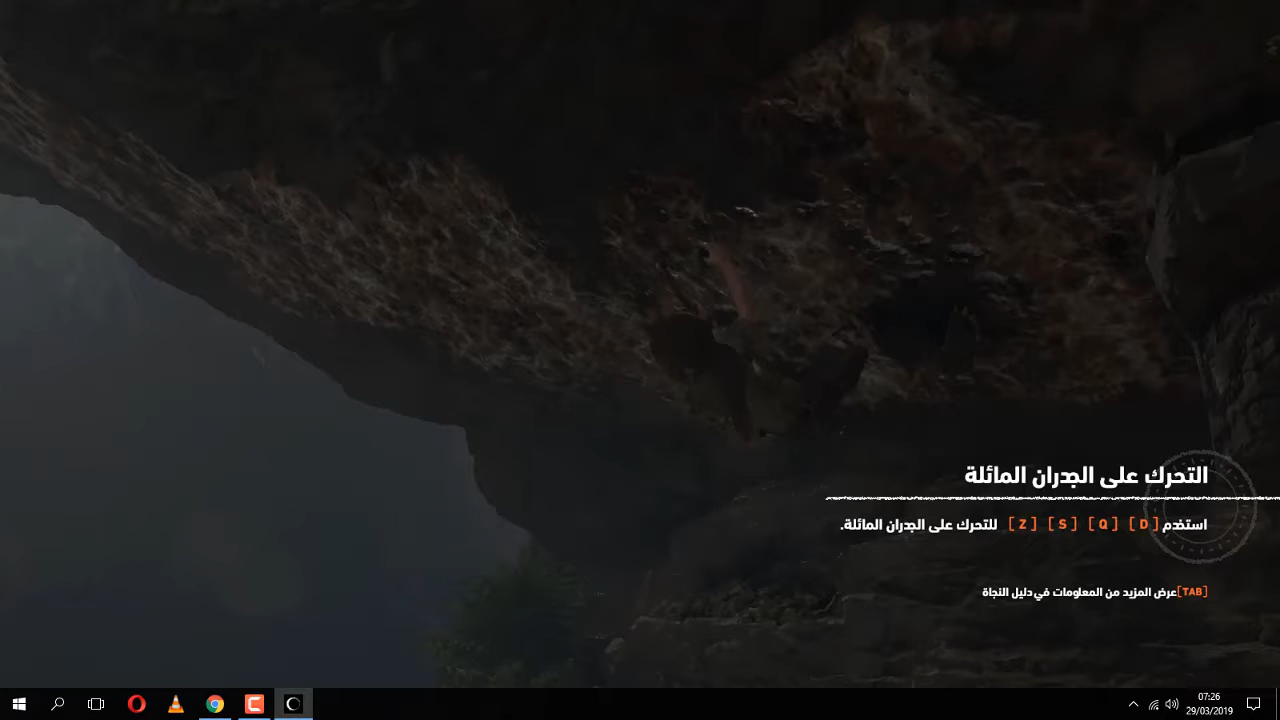 التحرك على الجدران المائلة
استخدم [D] [Q] [S] [Z] للتحرك على الجدران المائلة.
[TAB] عرض المزيد من المعلومات في دليل النجاة
07:26
29/03/2019